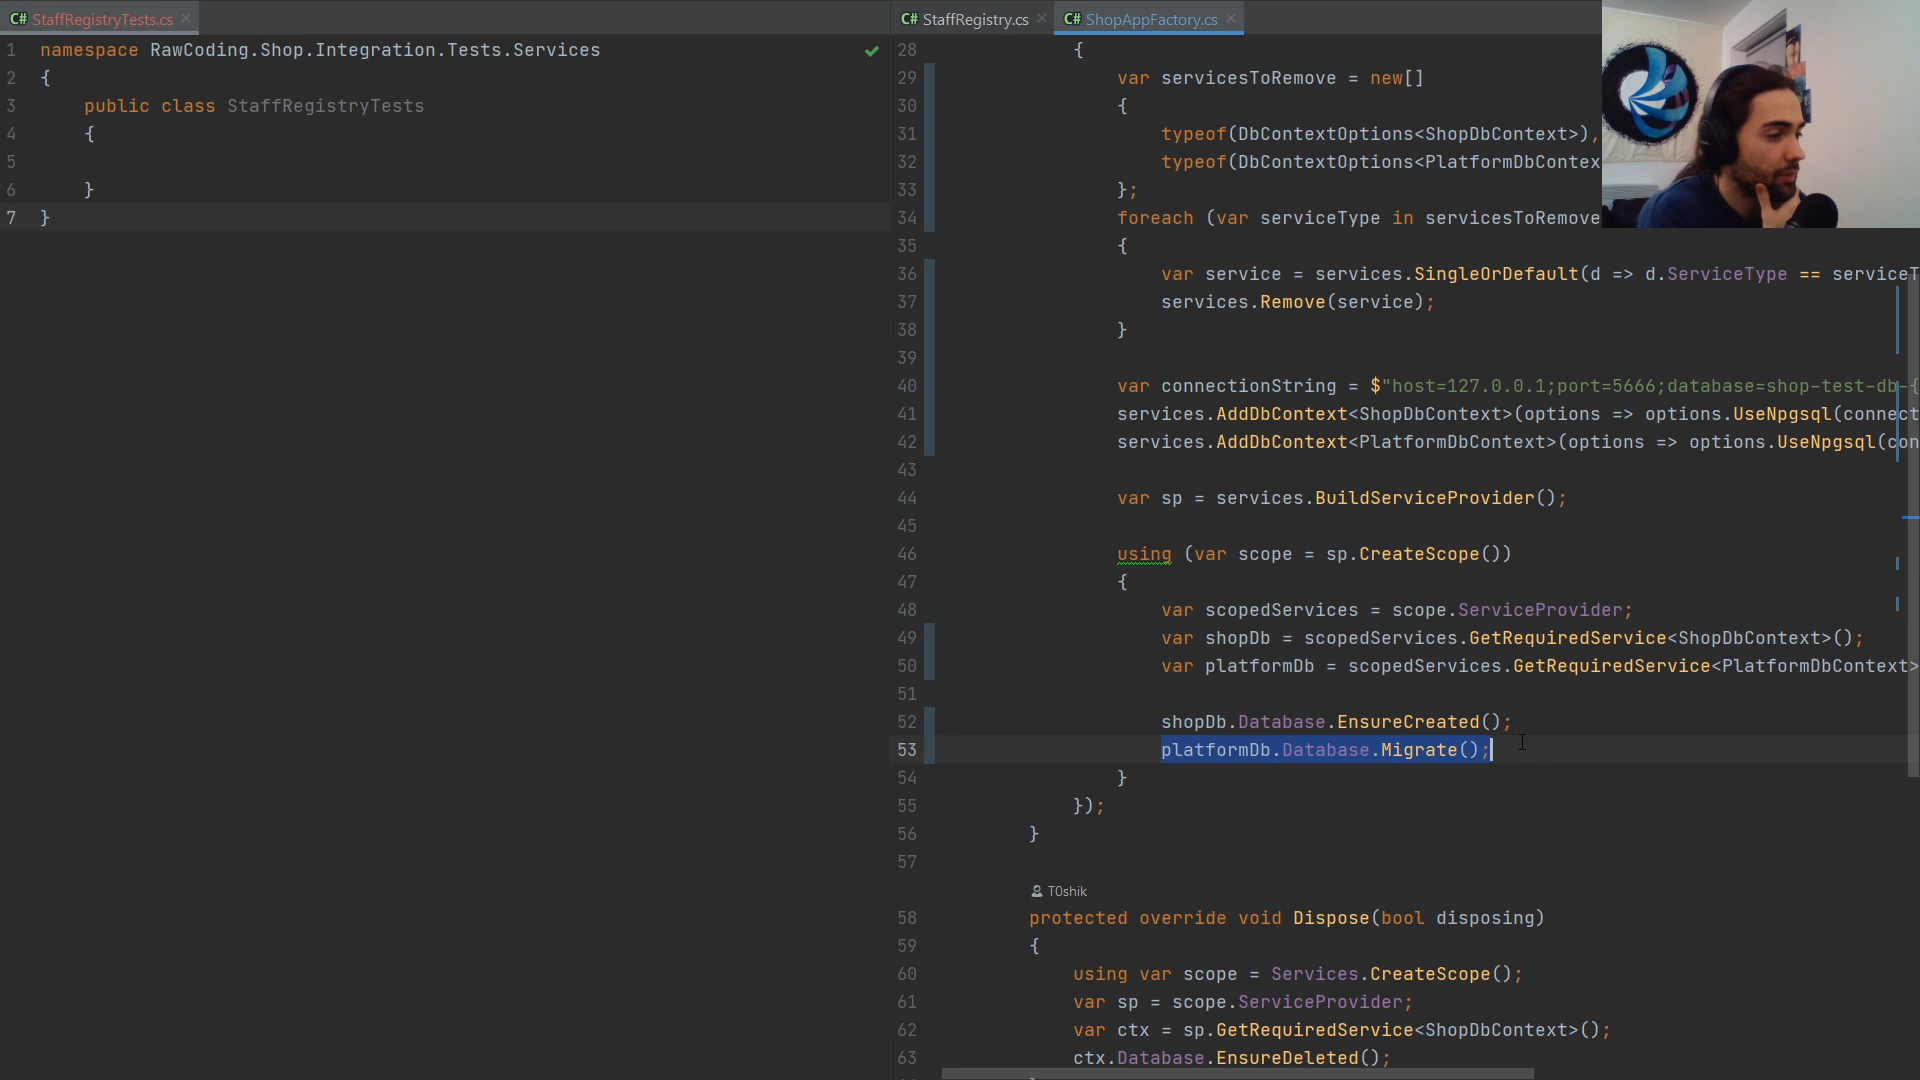 C# StaffRegistryTests.cs
1 namespace RawCoding.Shop.Integration.Tests.Services
2 {
3 public class StaffRegistryTests
4 {
5
6 }
7 }
C# StaffRegistry.cs
C# ShopAppFactory.cs
28 {
29 var servicesToRemove = new[]
30 {
31 typeof(DbContextOptions<ShopDbContext>),
32 typeof(DbContextOptions<PlatformDbContex
33 };
34 foreach (var serviceType in servicesToRemove
35 {
36 var service = services.SingleOrDefault(d => d.ServiceType == serviceT
37 services.Remove(service);
38 }
39
40 var connectionString = $"host=127.0.0.1;port=5666;database=shop-test-db-{
41 services.AddDbContext<ShopDbContext>(options => options.UseNpgsql(connect
42 services.AddDbContext<PlatformDbContext>(options => options.UseNpgsql(con
43
44 var sp = services.BuildServiceProvider();
45
46 using (var scope = sp.CreateScope())
47 {
48 var scopedServices = scope.ServiceProvider;
49 var shopDb = scopedServices.GetRequiredService<ShopDbContext>();
50 var platformDb = scopedServices.GetRequiredService<PlatformDbContext>
51
52 shopDb.Database.EnsureCreated();
53 platformDb.Database.Migrate();
54 }
55 });
56 }
57
T0shik
58 protected override void Dispose(bool disposing)
59 {
60 using var scope = Services.CreateScope();
61 var sp = scope.ServiceProvider;
62 var ctx = sp.GetRequiredService<ShopDbContext>();
63 ctx.Database.EnsureDeleted();